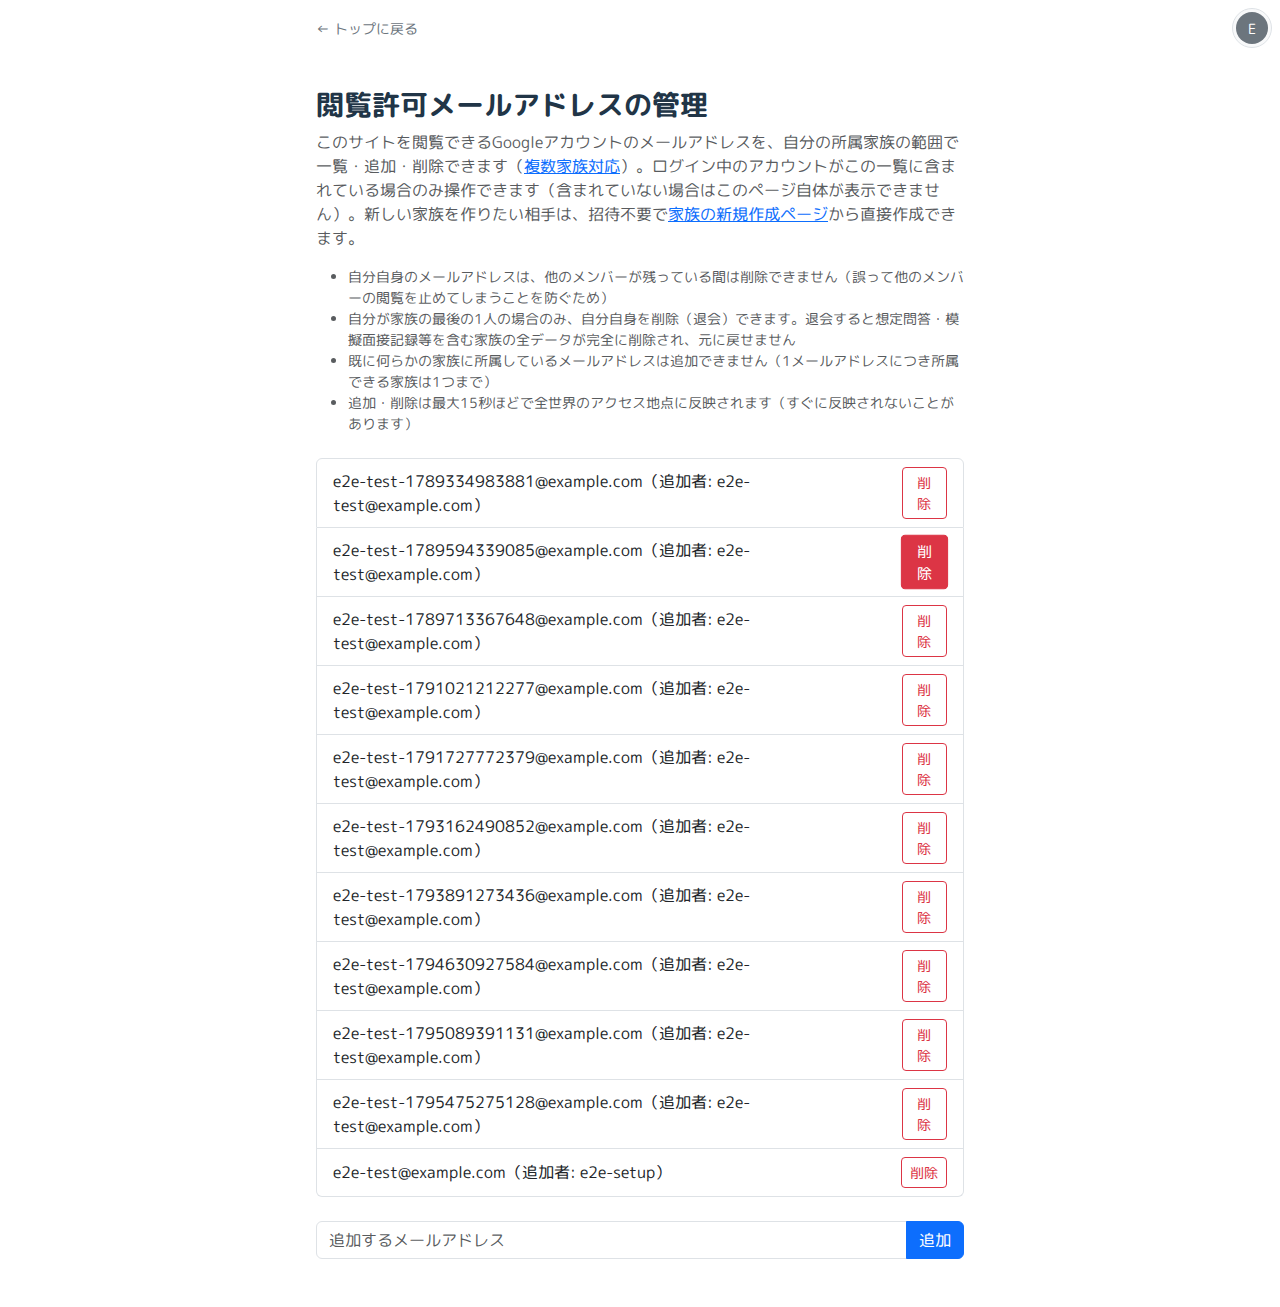 ← トップに戻る
E
閲覧許可メールアドレスの管理
このサイトを閲覧できるGoogleアカウントのメールアドレスを、自分の所属家族の範囲で
一覧・追加・削除できます（複数家族対応）。ログイン中のアカウントがこの一覧に含ま
れている場合のみ操作できます（含まれていない場合はこのページ自体が表示できませ
ん）。新しい家族を作りたい相手は、招待不要で家族の新規作成ページから直接作成でき
ます。
自分自身のメールアドレスは、他のメンバーが残っている間は削除できません（誤って他のメンバ
ーの閲覧を止めてしまうことを防ぐため）
自分が家族の最後の1人の場合のみ、自分自身を削除（退会）できます。退会すると想定問答・模
擬面接記録等を含む家族の全データが完全に削除され、元に戻せません
既に何らかの家族に所属しているメールアドレスは追加できません（1メールアドレスにつき所属
できる家族は1つまで）
追加・削除は最大15秒ほどで全世界のアクセス地点に反映されます（すぐに反映されないことが
あります）
e2e-test-1789334983881@example.com（追加者: e2e-
test@example.com）
削
除
e2e-test-1789594339085@example.com（追加者: e2e-
test@example.com）
削
除
e2e-test-1789713367648@example.com（追加者: e2e-
test@example.com）
削
除
e2e-test-1791021212277@example.com（追加者: e2e-
test@example.com）
削
除
e2e-test-1791727772379@example.com（追加者: e2e-
test@example.com）
削
除
e2e-test-1793162490852@example.com（追加者: e2e-
test@example.com）
削
除
e2e-test-1793891273436@example.com（追加者: e2e-
test@example.com）
削
除
e2e-test-1794630927584@example.com（追加者: e2e-
test@example.com）
削
除
e2e-test-1795089391131@example.com（追加者: e2e-
test@example.com）
削
除
e2e-test-1795475275128@example.com（追加者: e2e-
test@example.com）
削
除
e2e-test@example.com（追加者: e2e-setup）
削除
追加するメールアドレス
追加